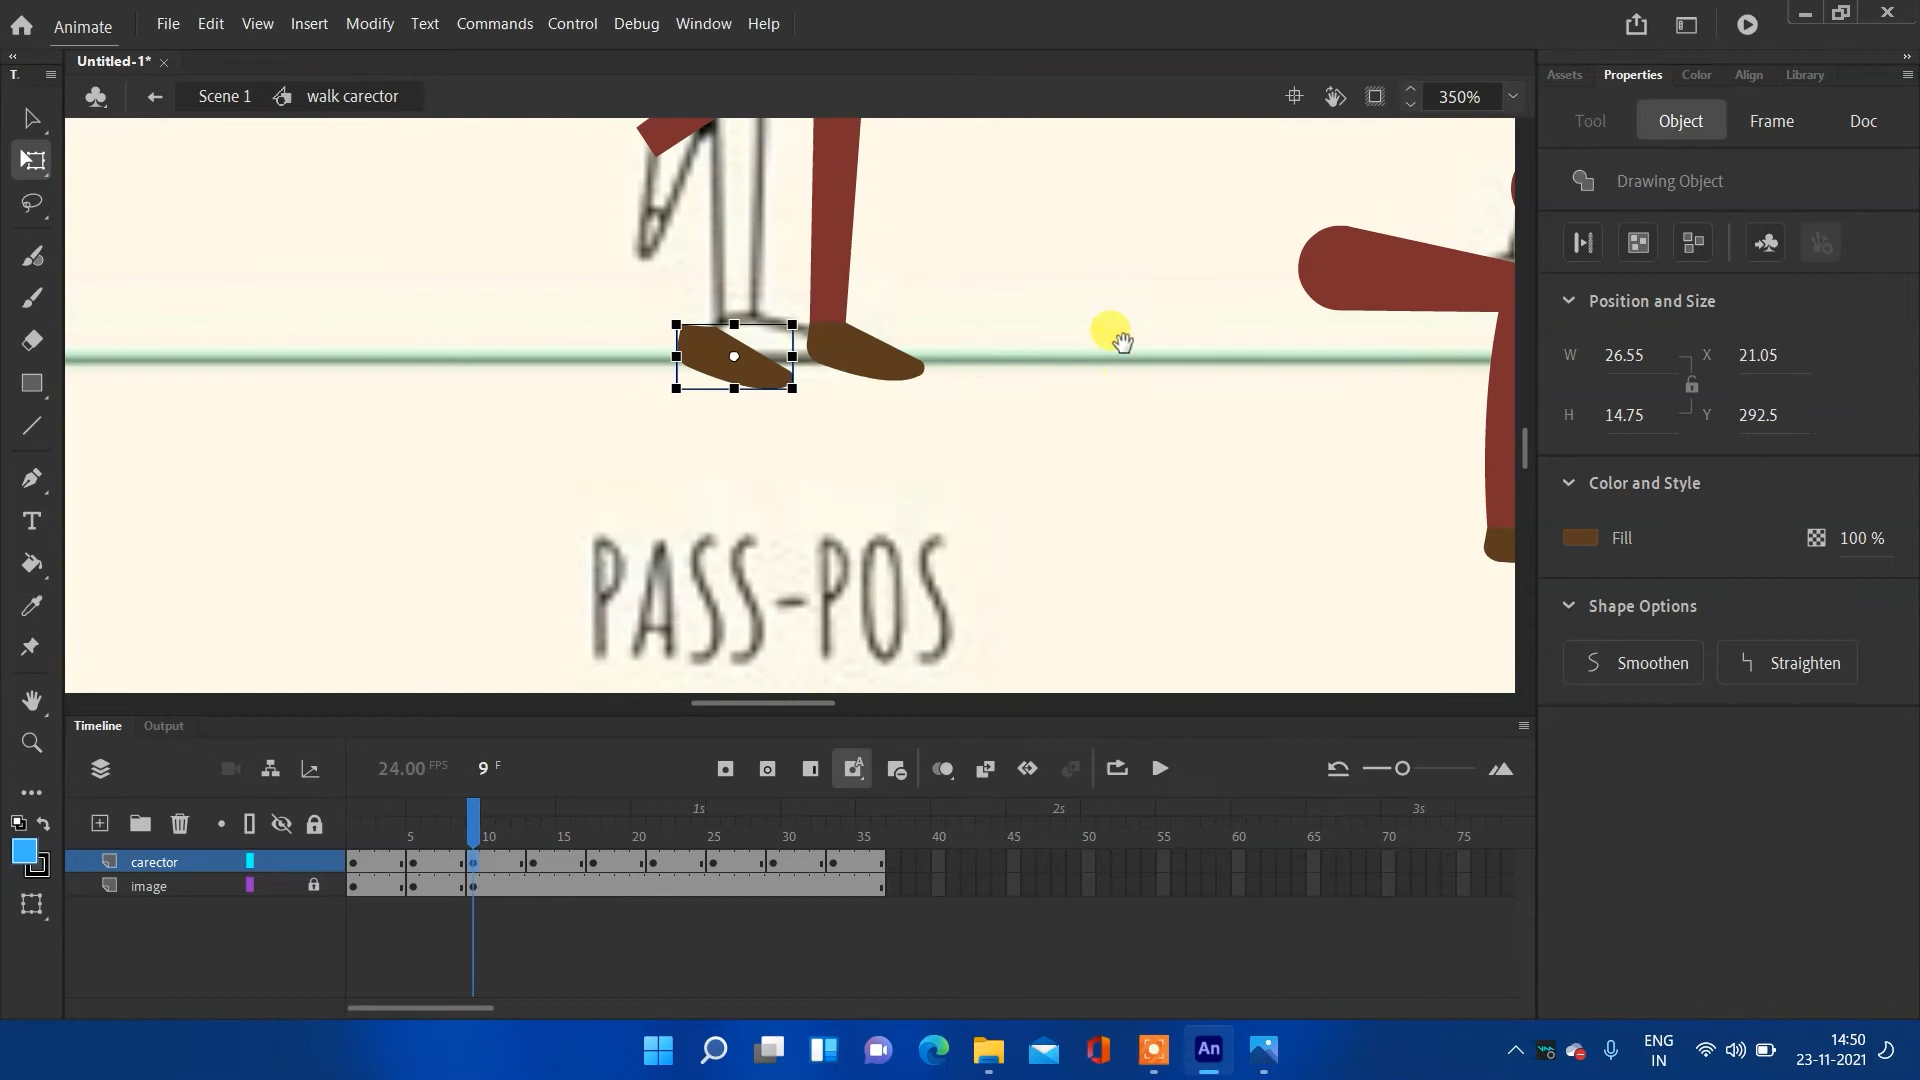 Animate File Edit View Insert Modify Text Commands Control Debug Window Help
Untitled-1*
T.
Scene 1 walk carector 350%
Assets Properties Color Align Library
Tool Object Frame Doc
Drawing Object
Position and Size
W 26.55 X 21.05
H 14.75 Y 292.5
Color and Style
Fill 100 %
Shape Options
Smoothen Straighten
PASS-POS
Timeline Output
24.00 FPS 9 F
1s 2s 3s
5 10 15 20 25 30 35 40 45 50 55 60 65 70 75
carector
image
An
ENG
IN
14:50
23-11-2021